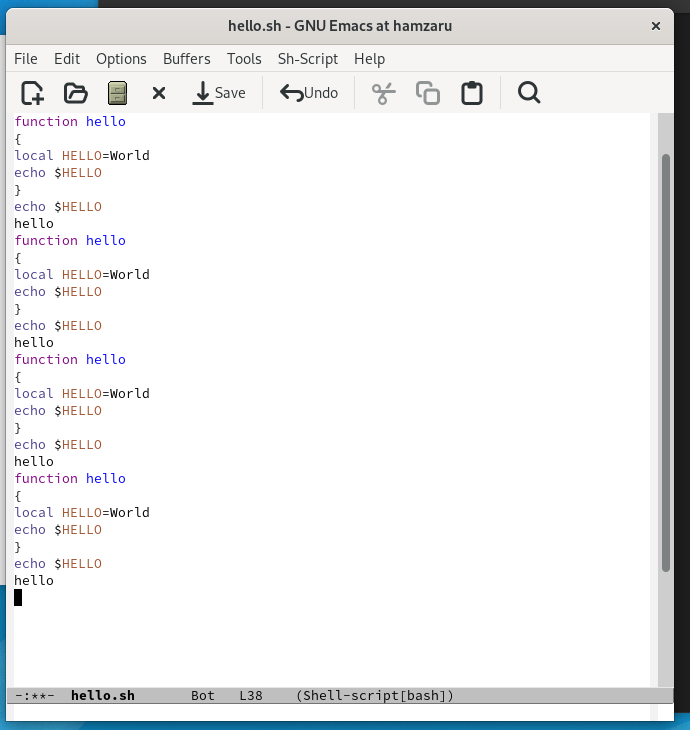 hello.sh - GNU Emacs at hamzaru
File Edit Options Buffers Tools Sh-Script Help
Save Undo
function hello
{
local HELLO=World
echo $HELLO
}
echo $HELLO
hello
function hello
{
local HELLO=World
echo $HELLO
}
echo $HELLO
hello
function hello
{
local HELLO=World
echo $HELLO
}
echo $HELLO
hello
function hello
{
local HELLO=World
echo $HELLO
}
echo $HELLO
hello
-:**- hello.sh Bot L38 (Shell-script[bash])